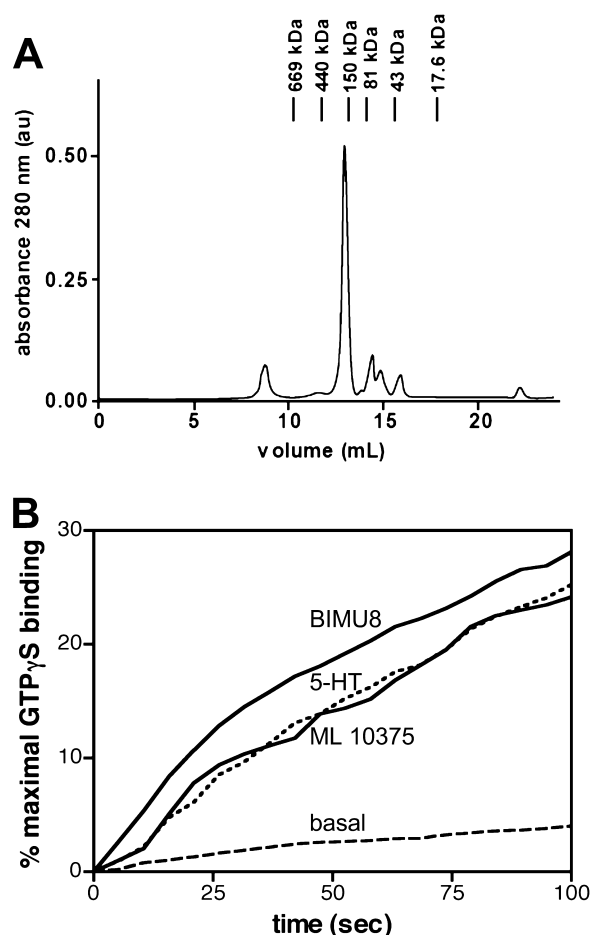 A
669 kDa
440 kDa
150 kDa
81 kDa
43 kDa
17.6 kDa
absorbance 280 nm (au)
0.50
0.25
0.00
0
5
10
15
20
volume (mL)
B
% maximal GTPγS binding
30
20
10
0
BIMU8
5-HT
ML 10375
basal
0
25
50
75
100
time (sec)